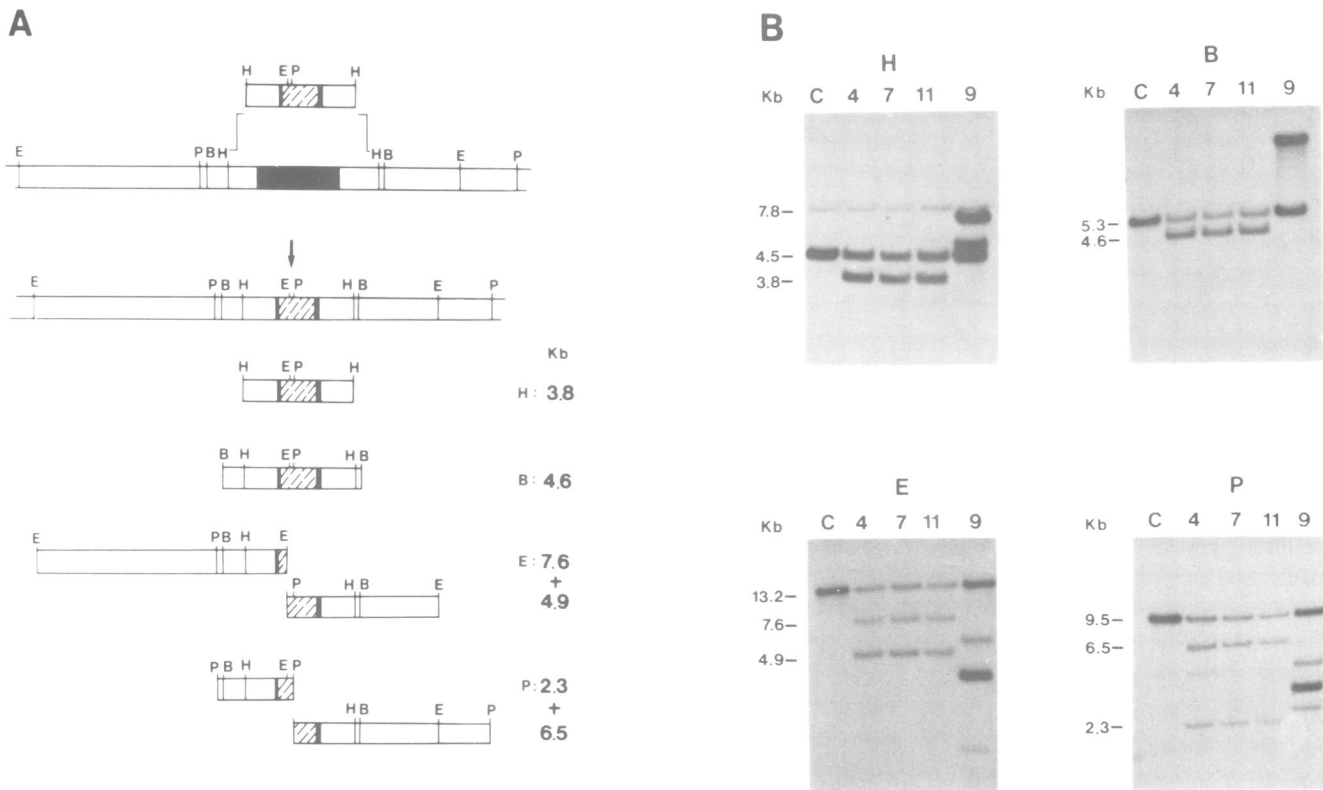 A
H E P H
E P B H H B E P
E P B H E P H B E P
Kb
H E P H
H: 3.8
B H E P H B
B: 4.6
E P B H E
E: 7.6
+
P H B E
4.9
P B H E P
P: 2.3
+
H B E P
6.5
B
H
Kb C 4 7 11 9
7.8
4.5
3.8
B
Kb C 4 7 11 9
5.3
4.6
E
Kb C 4 7 11 9
13.2
7.6
4.9
P
Kb C 4 7 11 9
9.5
6.5
2.3